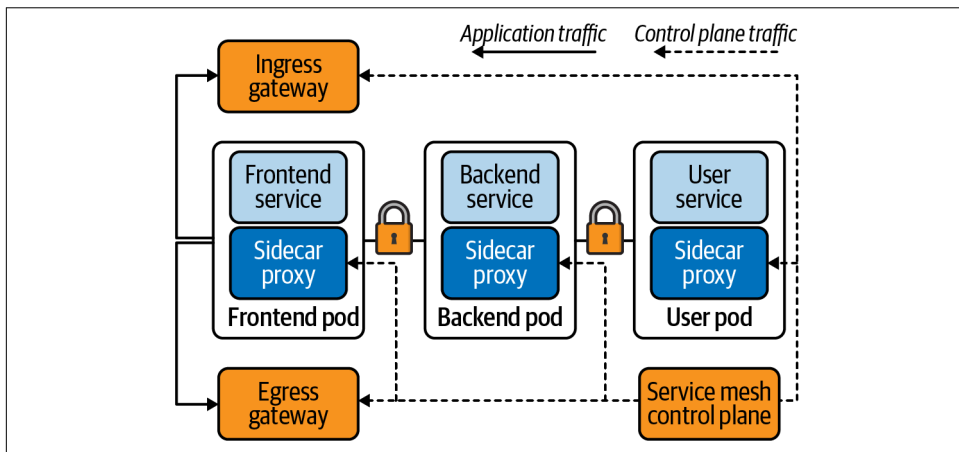 Application traffic
Control plane traffic
Ingress
gateway
Frontend
service
Sidecar
proxy
Frontend pod
Backend
service
Sidecar
proxy
Backend pod
User
service
Sidecar
proxy
User pod
Egress
gateway
Service mesh
control plane